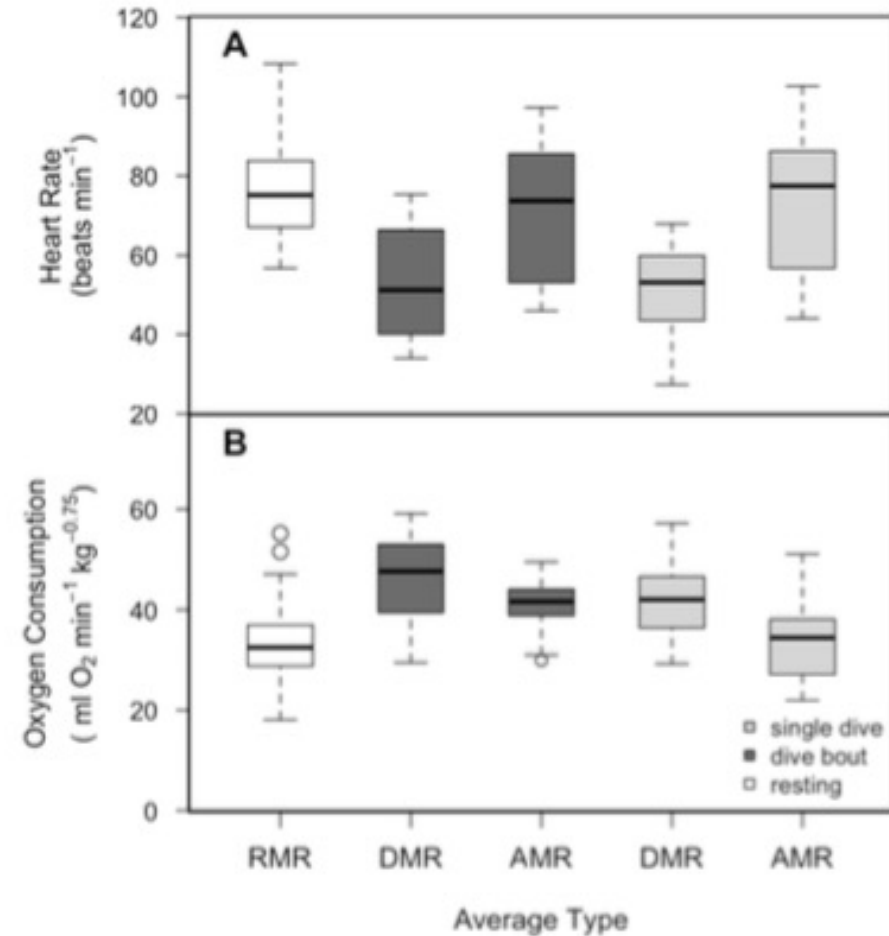 A
120
100
80
60
40
20
Heart Rate
(beats min⁻¹)
B
60
40
20
0
Oxygen Consumption
( ml O₂ min⁻¹ kg⁻⁰·⁷⁵)
single dive
dive bout
resting
RMR DMR AMR DMR AMR
Average Type